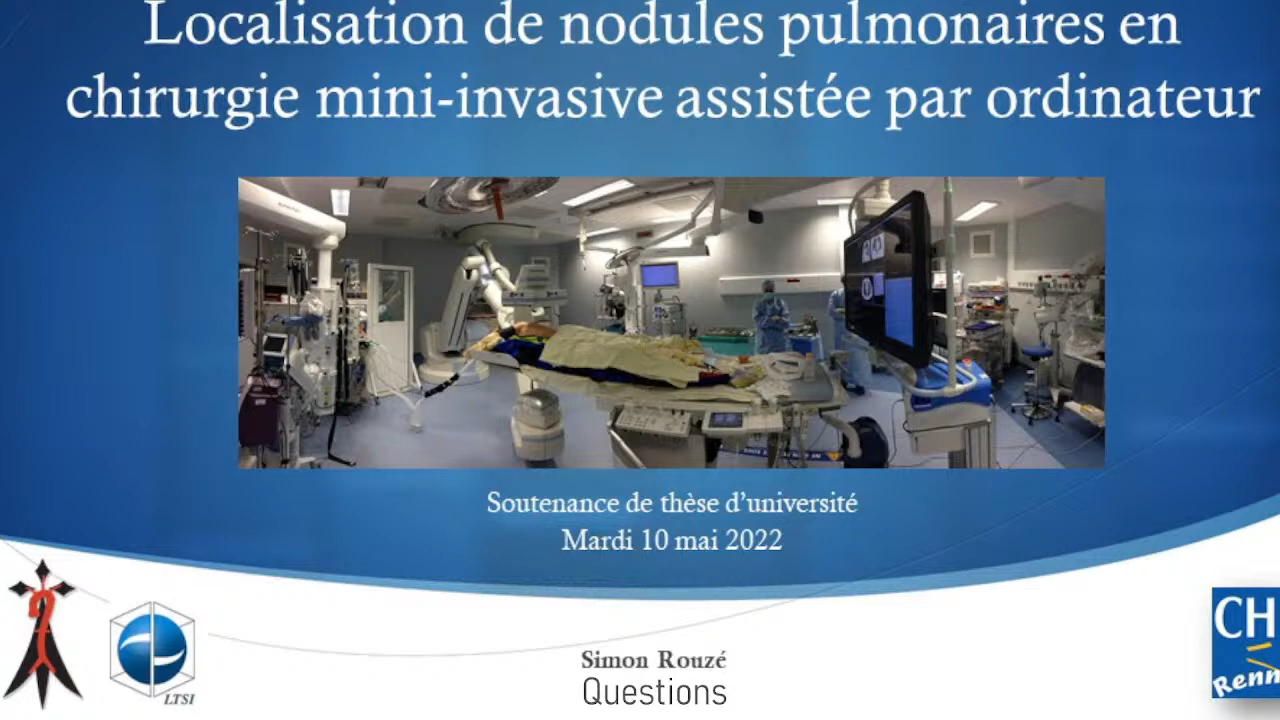 Localisation de nodules pulmonaires en
chirurgie mini-invasive assistée par ordinateur
Soutenance de thèse d’université
Mardi 10 mai 2022
LTSI
CH
Renn
Simon Rouzé
Questions